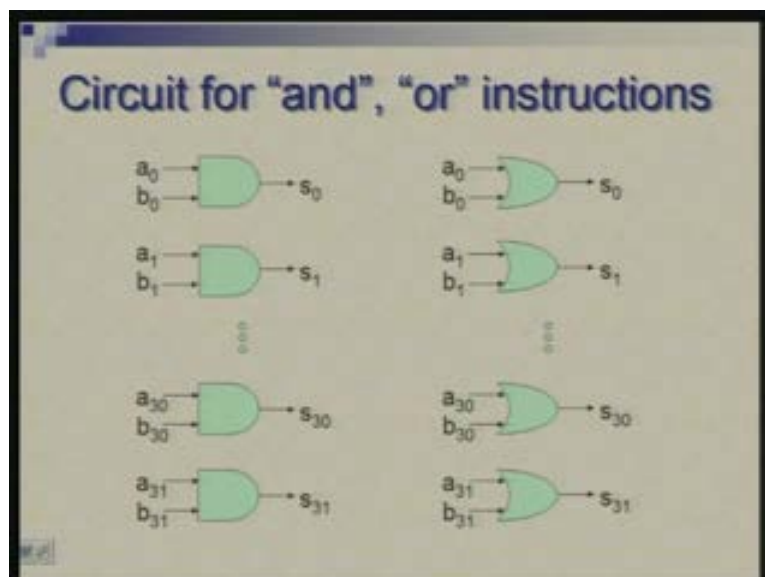 Circuit for “and”, “or” instructions
a₀ b₀ s₀
a₀ b₀ s₀
a₁ b₁ s₁
a₁ b₁ s₁
a₃₀ b₃₀ s₃₀
a₃₀ b₃₀ s₃₀
a₃₁ b₃₁ s₃₁
a₃₁ b₃₁ s₃₁